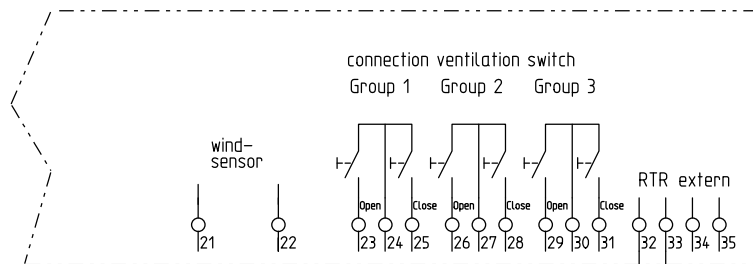 connection ventilation switch
Group 1 Group 2 Group 3
wind-
sensor
RTR extern
Open Close Open Close Open Close
21 22 23 24 25 26 27 28 29 30 31 32 33 34 35